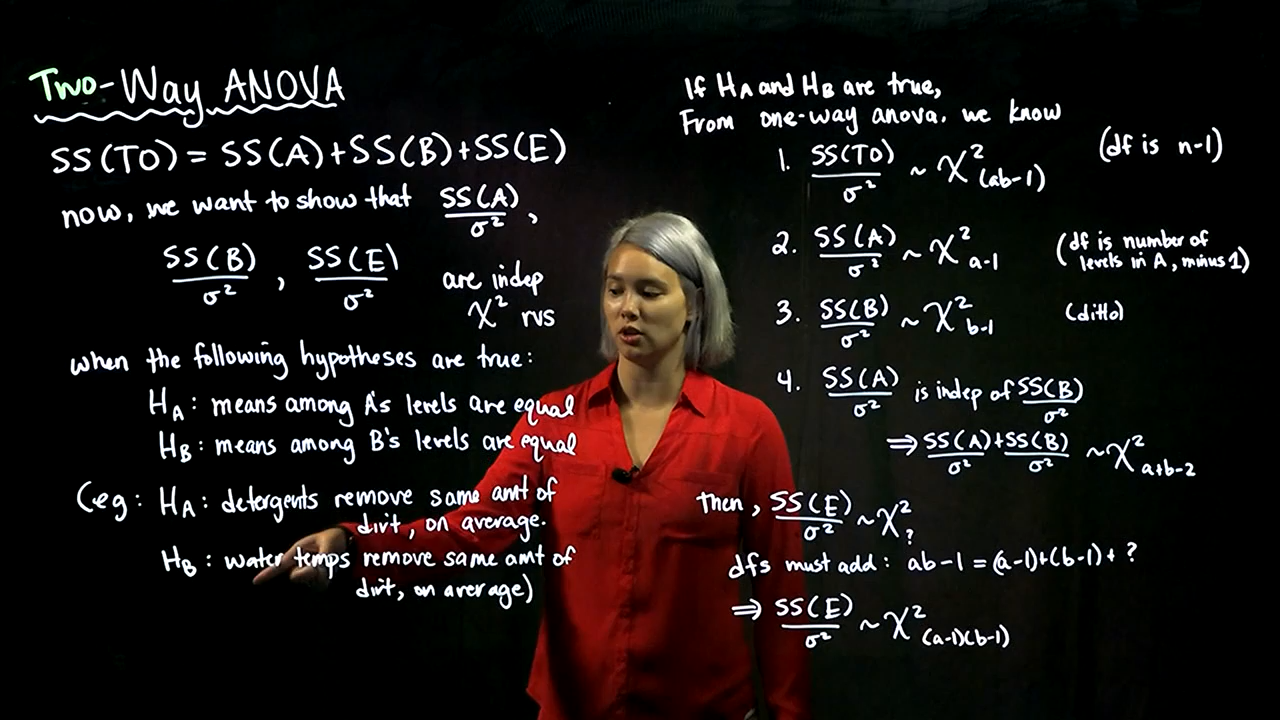 Two-Way ANOVA
SS(TO) = SS(A)+SS(B)+SS(E)
now, we want to show that SS(A)/σ²,
SS(B)/σ², SS(E)/σ² are indep
χ² rvs
when the following hypotheses are true:
H_A: means among A's levels are equal
H_B: means among B's levels are equal
(eg: H_A: detergents remove same amt of
dirt, on average.
H_B: water temps remove same amt of
dirt, on average)
If H_A and H_B are true,
From one-way anova. we know
1. SS(TO)/σ² ~ χ²_(ab-1) (df is n-1)
2. SS(A)/σ² ~ χ²_a-1 (df is number of
levels in A, minus 1)
3. SS(B)/σ² ~ χ²_b-1 (ditto)
4. SS(A)/σ² is indep of SS(B)/σ²
⇒ SS(A)/σ² + SS(B)/σ² ~ χ²_a+b-2
Then, SS(E)/σ² ~ χ²_?
dfs must add: ab-1 = (a-1)+(b-1)+ ?
⇒ SS(E)/σ² ~ χ²_(a-1)(b-1)